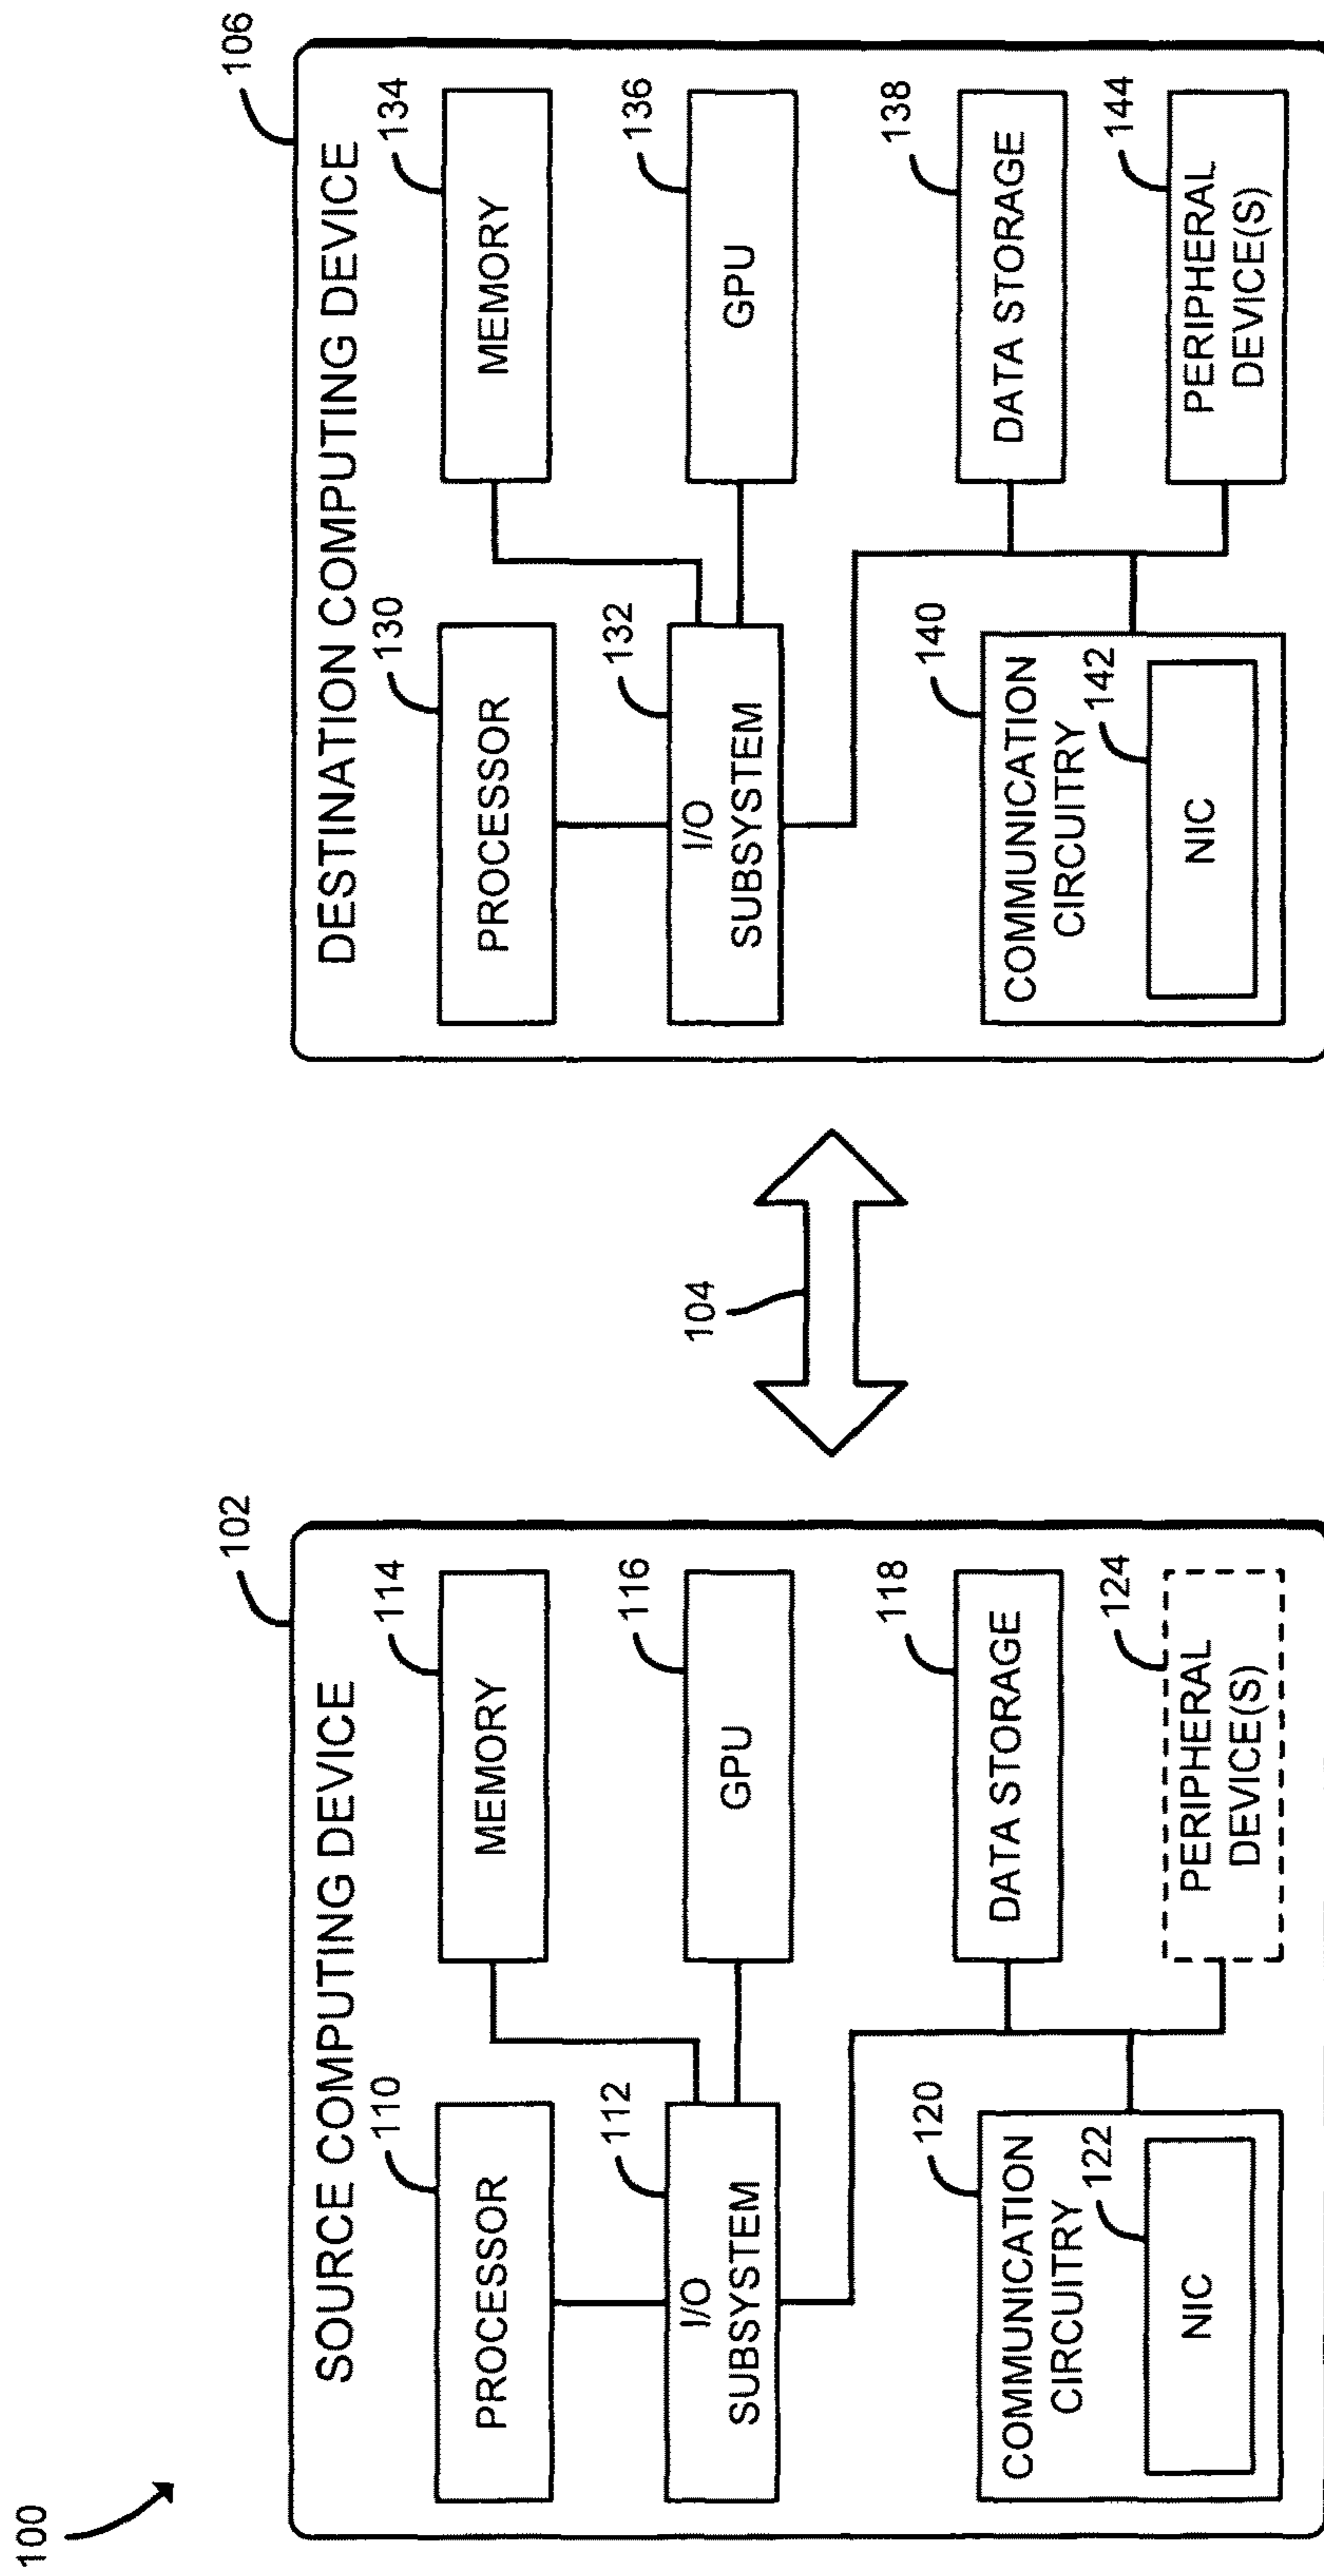 100
102
SOURCE COMPUTING DEVICE
110
PROCESSOR
114
MEMORY
112
I/O
SUBSYSTEM
116
GPU
118
DATA STORAGE
120
COMMUNICATION
CIRCUITRY
122
NIC
124
PERIPHERAL
DEVICE(S)
104
106
DESTINATION COMPUTING DEVICE
130
PROCESSOR
134
MEMORY
132
I/O
SUBSYSTEM
136
GPU
138
DATA STORAGE
140
COMMUNICATION
CIRCUITRY
142
NIC
144
PERIPHERAL
DEVICE(S)